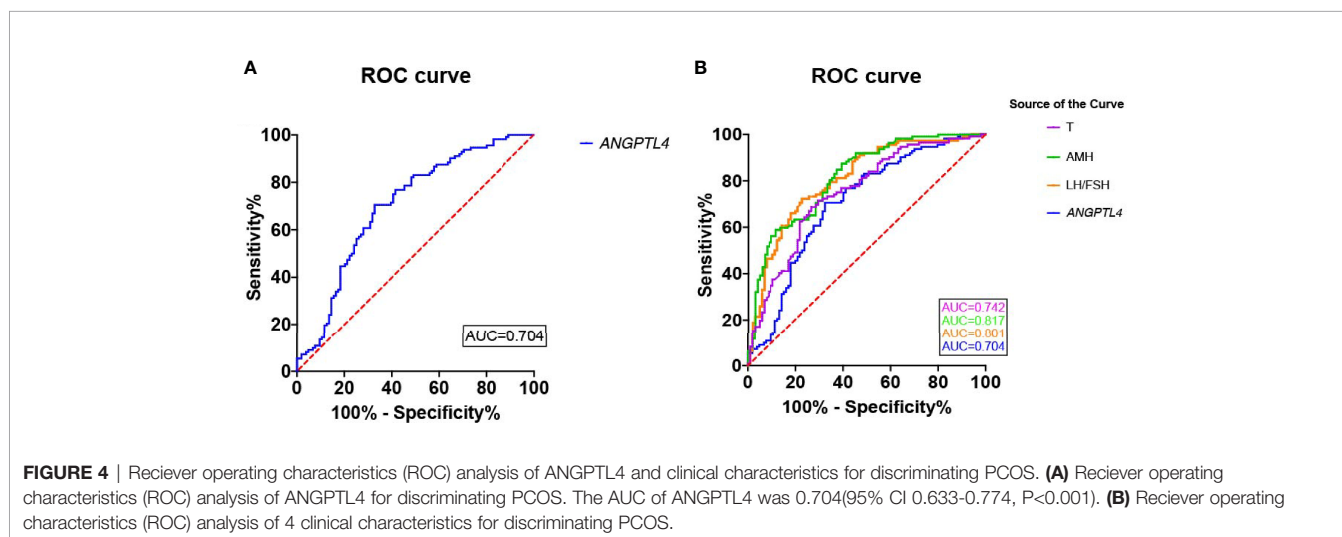 A
ROC curve
Sensitivity%
100
80
60
40
20
0
0 20 40 60 80 100
100% - Specificity%
ANGPTL4
AUC=0.704
B
ROC curve
Sensitivity%
100
80
60
40
20
0
0 20 40 60 80 100
100% - Specificity%
Source of the Curve
T
AMH
LH/FSH
ANGPTL4
AUC=0.742
AUC=0.817
AUC=0.801
AUC=0.704
FIGURE 4 | Reciever operating characteristics (ROC) analysis of ANGPTL4 and clinical characteristics for discriminating PCOS. (A) Reciever operating
characteristics (ROC) analysis of ANGPTL4 for discriminating PCOS. The AUC of ANGPTL4 was 0.704(95% CI 0.633-0.774, P<0.001). (B) Reciever operating
characteristics (ROC) analysis of 4 clinical characteristics for discriminating PCOS.